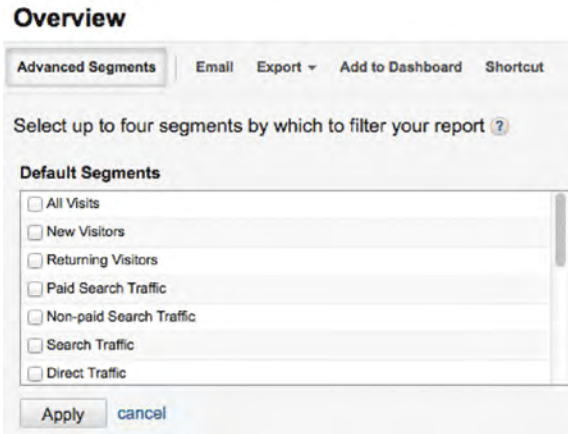 Overview
Advanced Segments Email Export Add to Dashboard Shortcut
Select up to four segments by which to filter your report ?
Default Segments
All Visits
New Visitors
Returning Visitors
Paid Search Traffic
Non-paid Search Traffic
Search Traffic
Direct Traffic
Apply cancel